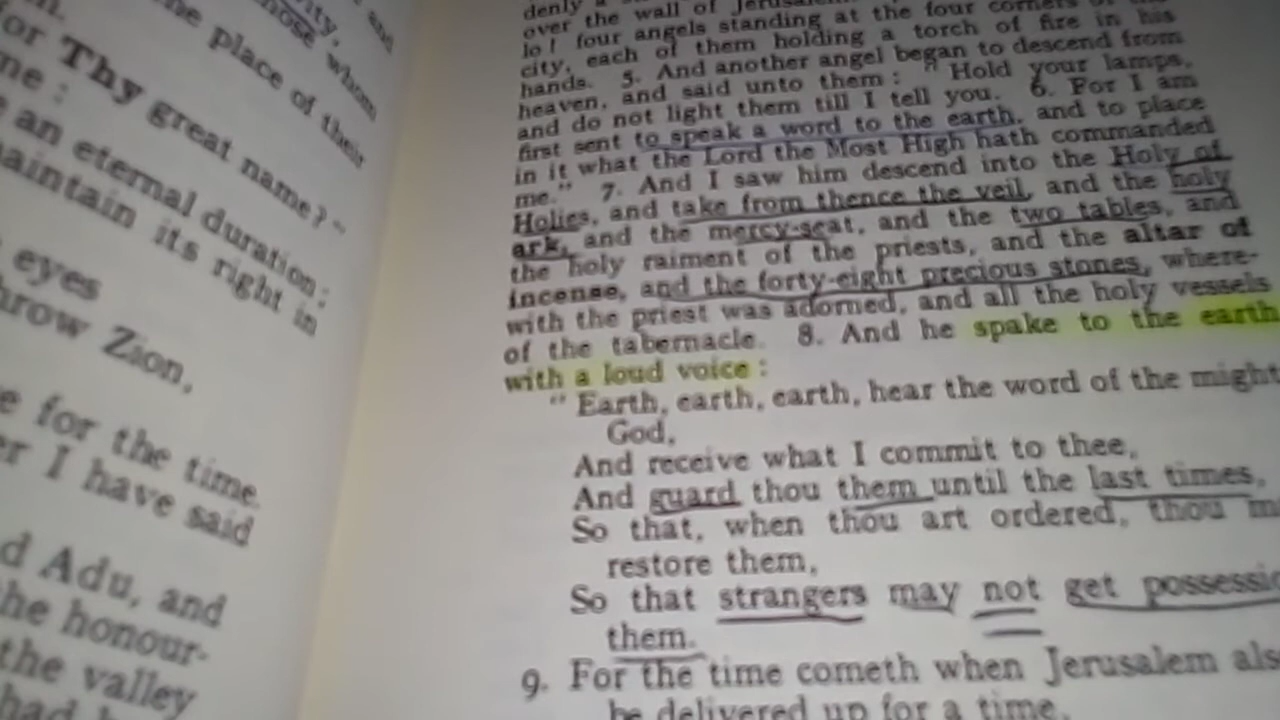 nity, and
whose whom
the place of their
or Thy great name?"
me :
e an eternal duration:
aintain its right in
eyes
hrow Zion,
e for the time.
er I have said
d Adu, and
he honour-
the valley
had
denly a
over the wall of Jerusalem.
lo! four angels standing at the four corners of the
city, each of them holding a torch of fire in his
hands. 5. And another angel began to descend from
heaven, and said unto them: "Hold your lamps,
and do not light them till I tell you. 6. For I am
first sent to speak a word to the earth, and to place
in it what the Lord the Most High hath commanded
me." 7. And I saw him descend into the Holy of
Holies, and take from thence the veil, and the holy
ark, and the mercy-seat, and the two tables, and
the holy raiment of the priests, and the altar of
incense, and the forty-eight precious stones, where-
with the priest was adorned, and all the holy vessels
of the tabernacle. 8. And he spake to the earth
with a loud voice:
"Earth, earth, earth, hear the word of the might
God,
And receive what I commit to thee,
And guard thou them until the last times,
So that, when thou art ordered, thou m
restore them,
So that strangers may not get possessio
them.
9. For the time cometh when Jerusalem als
be delivered up for a time,